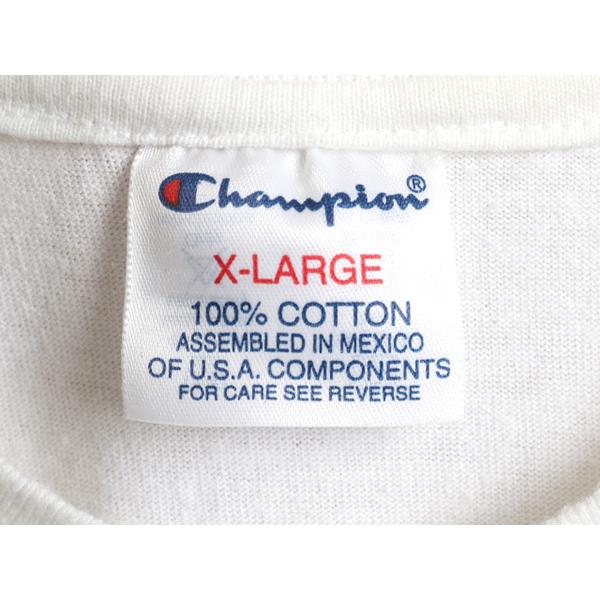 Champion®
X-LARGE
100% COTTON
ASSEMBLED IN MEXICO
OF U.S.A. COMPONENTS
FOR CARE SEE REVERSE